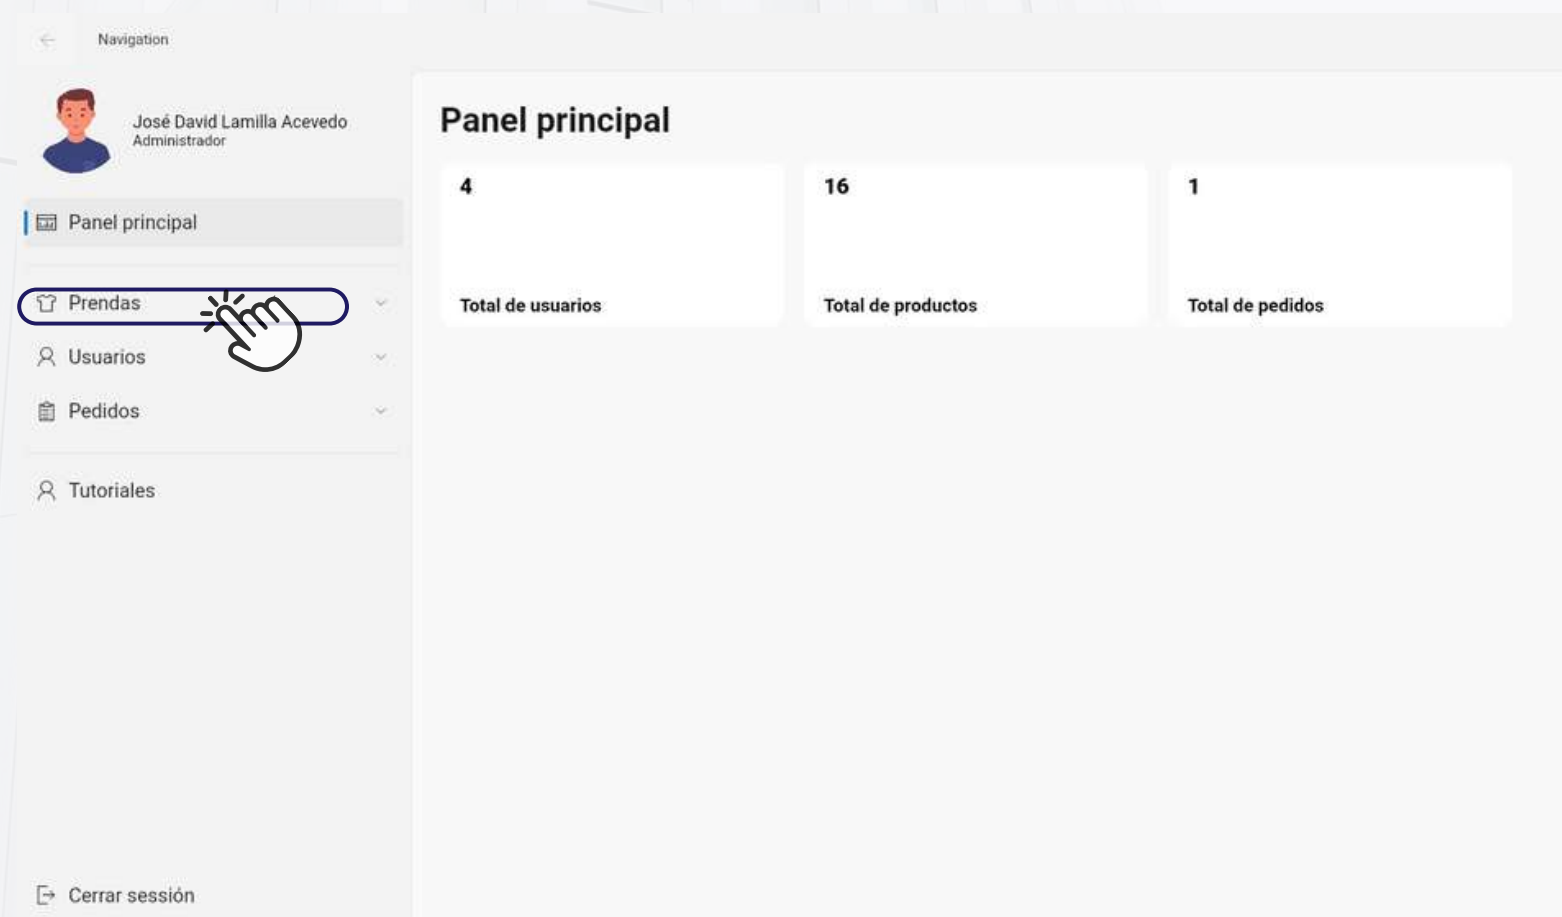 Navigation
José David Lamilla Acevedo
Administrador
Panel principal
Prendas
Usuarios
Pedidos
Tutoriales
Cerrar sessión
Panel principal
4
Total de usuarios
16
Total de productos
1
Total de pedidos